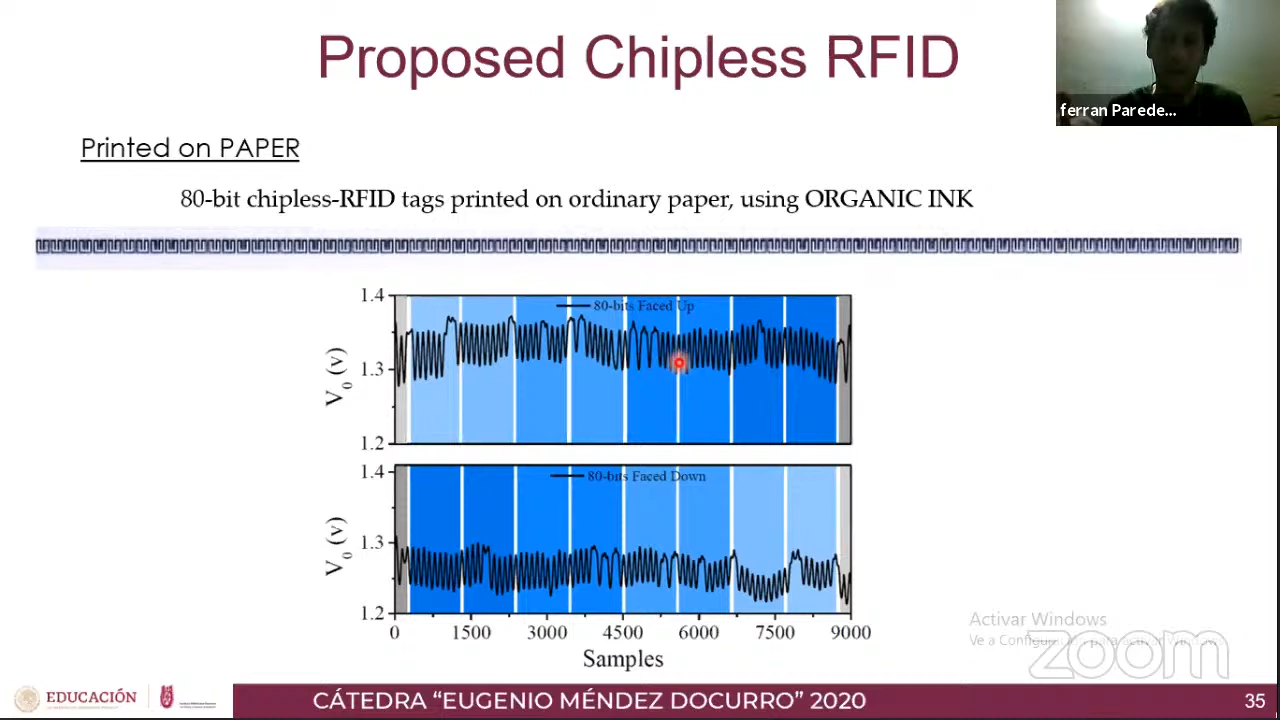 Proposed Chipless RFID
ferran Parede...
Printed on PAPER
80-bit chipless-RFID tags printed on ordinary paper, using ORGANIC INK
1.4
1.3
1.2
V0 (v)
80-bits Faced Up
1.4
1.3
1.2
V0 (v)
80-bits Faced Down
0 1500 3000 4500 6000 7500 9000
Samples
Activar Windows
Ve a Configuración para activar Windows.
zoom
EDUCACIÓN
CÁTEDRA “EUGENIO MÉNDEZ DOCURRO” 2020
35